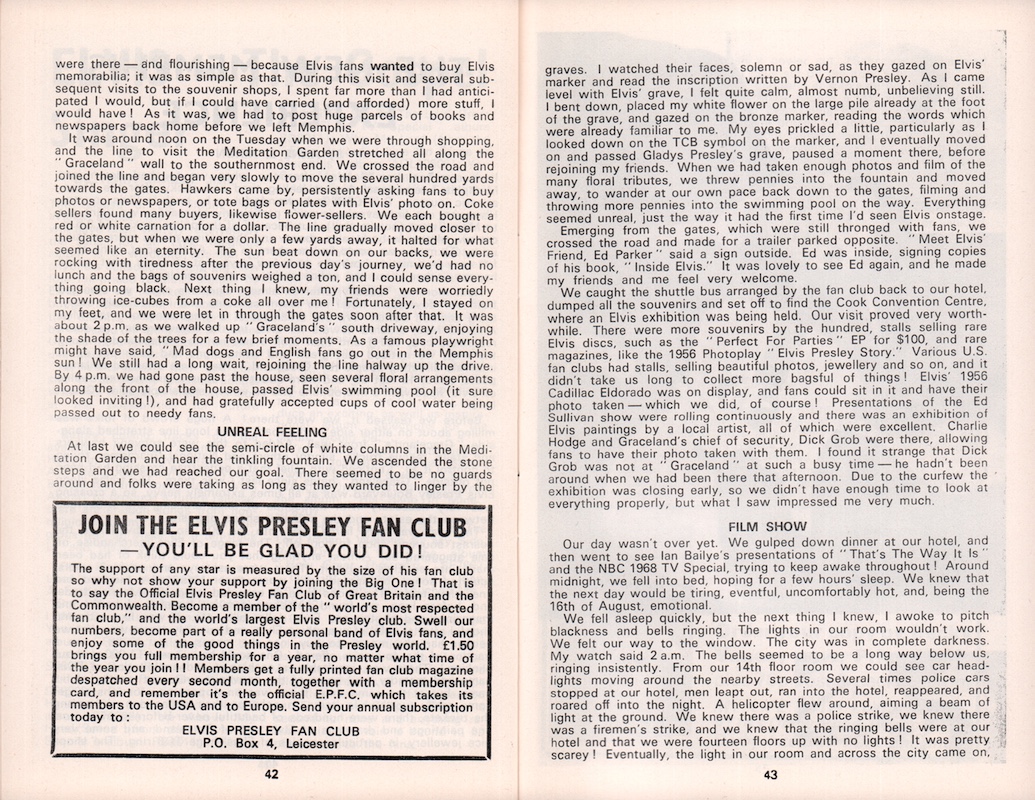 were there — and flourishing — because Elvis fans wanted to buy Elvis
memorabilia; it was as simple as that. During this visit and several sub-
sequent visits to the souvenir shops, I spent far more than I had antici-
pated I would, but if I could have carried (and afforded) more stuff, I
would have! As it was, we had to post huge parcels of books and
newspapers back home before we left Memphis.
It was around noon on the Tuesday when we were through shopping,
and the line to visit the Meditation Garden stretched all along the
"Graceland" wall to the southernmost end. We crossed the road and
joined the line and began very slowly to move the several hundred yards
towards the gates. Hawkers came by, persistently asking fans to buy
photos or newspapers, or tote bags or plates with Elvis' photo on. Coke
sellers found many buyers, likewise flower-sellers. We each bought a
red or white carnation for a dollar. The line gradually moved closer to
the gates, but when we were only a few yards away, it halted for what
seemed like an eternity. The sun beat down on our backs, we were
rocking with tiredness after the previous day's journey, we'd had no
lunch and the bags of souvenirs weighed a ton, and I could sense every-
thing going black. Next thing I knew, my friends were worriedly
throwing ice-cubes from a coke all over me! Fortunately, I stayed on
my feet, and we were let in through the gates soon after that. It was
about 2 p.m. as we walked up "Graceland's" south driveway, enjoying
the shade of the trees for a few brief moments. As a famous playwright
might have said, "Mad dogs and English fans go out in the Memphis
sun! We still had a long wait, rejoining the line halway up the drive.
By 4 p.m. we had gone past the house, seen several floral arrangements
along the front of the house, passed Elvis' swimming pool (it sure
looked inviting!), and had gratefully accepted cups of cool water being
passed out to needy fans.
UNREAL FEELING
At last we could see the semi-circle of white columns in the Medi-
tation Garden and hear the tinkling fountain. We ascended the stone
steps and we had reached our goal. There seemed to be no guards
around and folks were taking as long as they wanted to linger by the
JOIN THE ELVIS PRESLEY FAN CLUB
—YOU'LL BE GLAD YOU DID!
The support of any star is measured by the size of his fan club
so why not show your support by joining the Big One! That is
to say the Official Elvis Presley Fan Club of Great Britain and the
Commonwealth. Become a member of the "world's most respected
fan club," and the world's largest Elvis Presley club. Swell our
numbers, become part of a really personal band of Elvis fans, and
enjoy some of the good things in the Presley world. £1.50
brings you full membership for a year, no matter what time of
the year you join!! Members get a fully printed fan club magazine
despatched every second month, together with a membership
card, and remember it's the official E.P.F.C. which takes its
members to the USA and to Europe. Send your annual subscription
today to:
ELVIS PRESLEY FAN CLUB
P.O. Box 4, Leicester
42
graves. I watched their faces, solemn or sad, as they gazed on Elvis'
marker and read the inscription written by Vernon Presley. As I came
level with Elvis' grave, I felt quite calm, almost numb, unbelieving still.
I bent down, placed my white flower on the large pile already at the foot
of the grave, and gazed on the bronze marker, reading the words which
were already familiar to me. My eyes prickled a little, particularly as I
looked down on the TCB symbol on the marker, and I eventually moved
on and passed Gladys Presley's grave, paused a moment there, before
rejoining my friends. When we had taken enough photos and film of the
many floral tributes, we threw pennies into the fountain and moved
away, to wander at our own pace back down to the gates, filming and
throwing more pennies into the swimming pool on the way. Everything
seemed unreal, just the way it had the first time I'd seen Elvis onstage.
Emerging from the gates, which were still thronged with fans, we
crossed the road and made for a trailer parked opposite. "Meet Elvis'
Friend, Ed Parker" said a sign outside. Ed was inside, signing copies
of his book, "Inside Elvis." It was lovely to see Ed again, and he made
my friends and me feel very welcome.
We caught the shuttle bus arranged by the fan club back to our hotel,
dumped all the souvenirs and set off to find the Cook Convention Centre,
where an Elvis exhibition was being held. Our visit proved very worth-
while. There were more souvenirs by the hundred, stalls selling rare
Elvis discs, such as the "Perfect For Parties" EP for $100, and rare
magazines, like the 1956 Photoplay "Elvis Presley Story." Various U.S.
fan clubs had stalls, selling beautiful photos, jewellery and so on, and it
didn't take us long to collect more bagsful of things! Elvis' 1956
Cadillac Eldorado was on display, and fans could sit in it and have their
photo taken — which we did, of course! Presentations of the Ed
Sullivan show were rolling continuously and there was an exhibition of
Elvis paintings by a local artist, all of which were excellent. Charlie
Hodge and Graceland's chief of security, Dick Grob were there, allowing
fans to have their photo taken with them. I found it strange that Dick
Grob was not at "Graceland" at such a busy time — he hadn't been
around when we had been there that afternoon. Due to the curfew the
exhibition was closing early, so we didn't have enough time to look at
everything properly, but what I saw impressed me very much.
FILM SHOW
Our day wasn't over yet. We gulped down dinner at our hotel, and
then went to see Ian Bailye's presentations of "That's The Way It Is"
and the NBC 1968 TV Special, trying to keep awake throughout! Around
midnight, we fell into bed, hoping for a few hours' sleep. We knew that
the next day would be tiring, eventful, uncomfortably hot, and, being the
16th of August, emotional.
We fell asleep quickly, but the next thing I knew, I awoke to pitch
blackness and bells ringing. The lights in our room wouldn't work.
We felt our way to the window. The city was in complete darkness.
My watch said 2 a.m. The bells seemed to be a long way below us,
ringing insistently. From our 14th floor room we could see car head-
lights moving around the nearby streets. Several times police cars
stopped at our hotel, men leapt out, ran into the hotel, reappeared, and
roared off into the night. A helicopter flew around, aiming a beam of
light at the ground. We knew there was a police strike, we knew there
was a firemen's strike, and we knew that the ringing bells were at our
hotel and that we were fourteen floors up with no lights! It was pretty
scarey! Eventually, the light in our room and across the city came on,
43